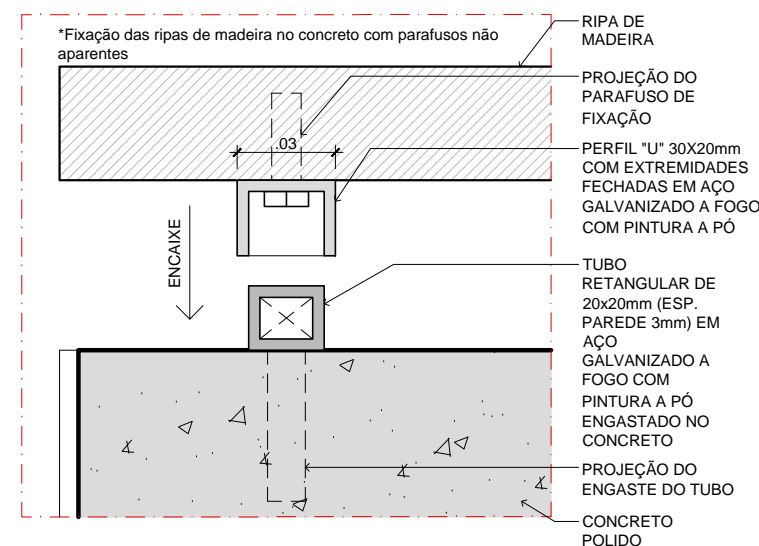 *Fixação das ripas de madeira no concreto com parafusos não
aparentes
.03
ENCAIXE
RIPA DE
MADEIRA
PROJEÇÃO DO
PARAFUSO DE
FIXAÇÃO
PERFIL "U" 30X20mm
COM EXTREMIDADES
FECHADAS EM AÇO
GALVANIZADO A FOGO
COM PINTURA A PÓ
TUBO
RETANGULAR DE
20x20mm (ESP.
PAREDE 3mm) EM
AÇO
GALVANIZADO A
FOGO COM
PINTURA A PÓ
ENGASTADO NO
CONCRETO
PROJEÇÃO DO
ENGASTE DO TUBO
CONCRETO
POLIDO